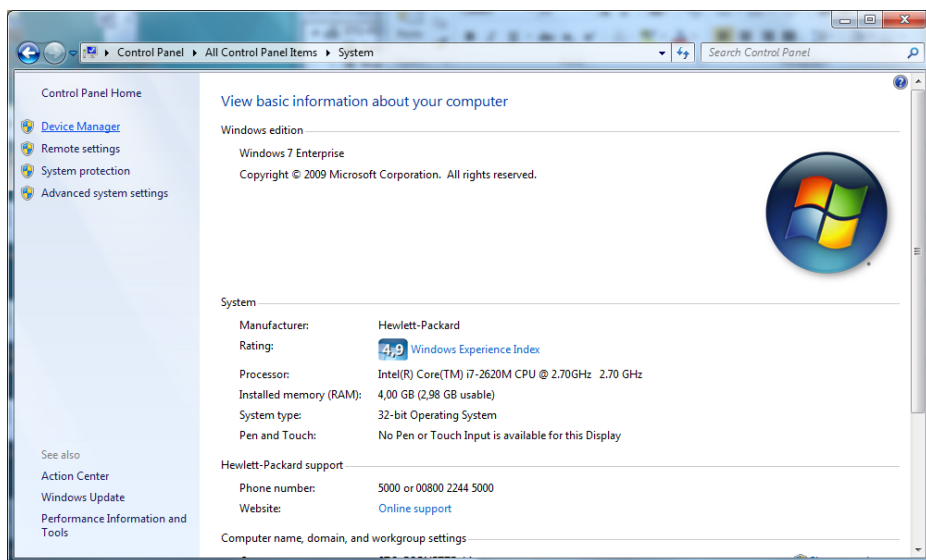 Control Panel All Control Panel Items System
Search Control Panel
Control Panel Home
Device Manager
Remote settings
System protection
Advanced system settings
See also
Action Center
Windows Update
Performance Information and
Tools
View basic information about your computer
Windows edition
Windows 7 Enterprise
Copyright © 2009 Microsoft Corporation. All rights reserved.
System
Manufacturer: Hewlett-Packard
Rating: 4,9 Windows Experience Index
Processor: Intel(R) Core(TM) i7-2620M CPU @ 2.70GHz 2.70 GHz
Installed memory (RAM): 4,00 GB (2,98 GB usable)
System type: 32-bit Operating System
Pen and Touch: No Pen or Touch Input is available for this Display
Hewlett-Packard support
Phone number: 5000 or 00800 2244 5000
Website: Online support
Computer name, domain, and workgroup settings